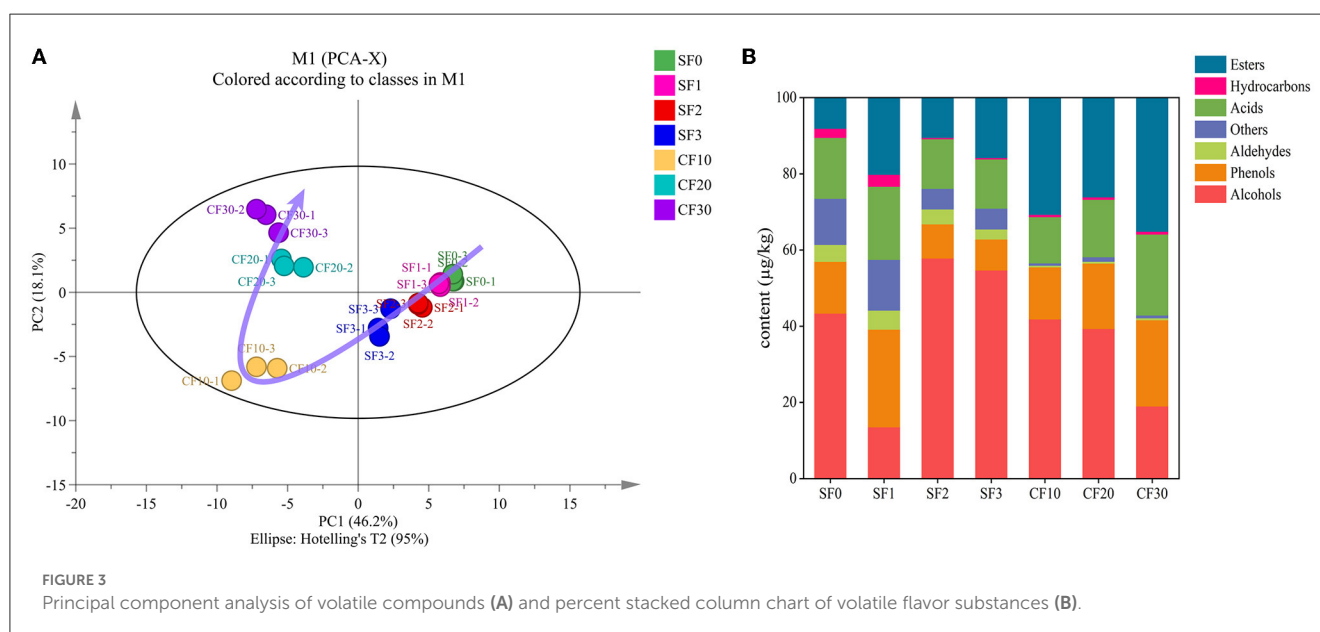 A
M1 (PCA-X)
Colored according to classes in M1
SF0
SF1
SF2
SF3
CF10
CF20
CF30
10
5
0
-5
-10
-15
PC2 (18.1%)
CF30-2
CF30-1
CF30-3
CF20-1
CF20-2
CF20-3
CF10-3
CF10-2
CF10-1
SF0-3
SF0-1
SF1-1
SF1-3
SF1-2
SF2-1
SF2-2
SF3-3
SF3-1
SF3-2
-20
-15
-10
-5
0
5
10
15
PC1 (46.2%)
Ellipse: Hotelling's T2 (95%)
B
Esters
Hydrocarbons
Acids
Others
Aldehydes
Phenols
Alcohols
100
80
60
40
20
0
content (μg/kg)
SF0
SF1
SF2
SF3
CF10
CF20
CF30
FIGURE 3
Principal component analysis of volatile compounds (A) and percent stacked column chart of volatile flavor substances (B).